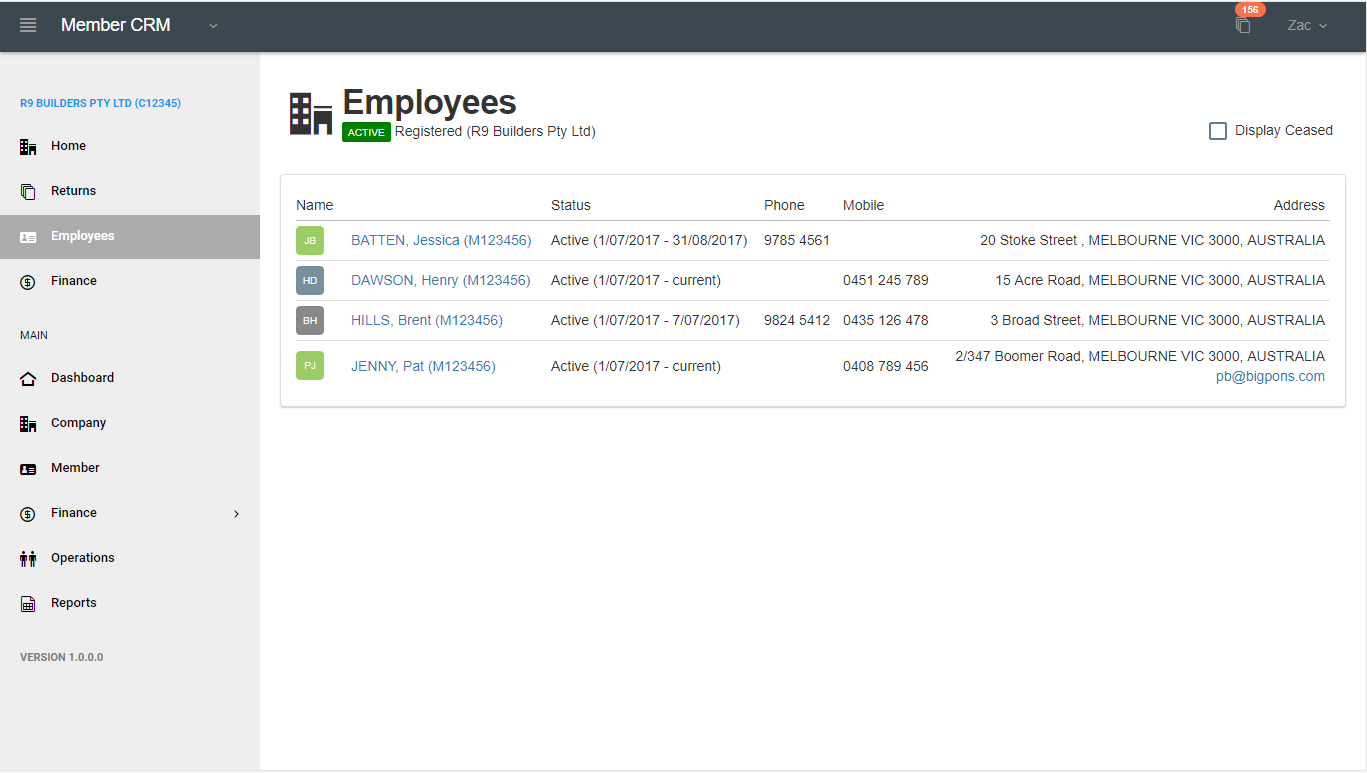 Member CRM
156
Zac
R9 BUILDERS PTY LTD (C12345)
Home
Returns
Employees
Finance
MAIN
Dashboard
Company
Member
Finance
Operations
Reports
VERSION 1.0.0.0
Employees
ACTIVE Registered (R9 Builders Pty Ltd)
Display Ceased
Name Status Phone Mobile Address
JB BATTEN, Jessica (M123456) Active (1/07/2017 - 31/08/2017) 9785 4561 20 Stoke Street , MELBOURNE VIC 3000, AUSTRALIA
HD DAWSON, Henry (M123456) Active (1/07/2017 - current) 0451 245 789 15 Acre Road, MELBOURNE VIC 3000, AUSTRALIA
BH HILLS, Brent (M123456) Active (1/07/2017 - 7/07/2017) 9824 5412 0435 126 478 3 Broad Street, MELBOURNE VIC 3000, AUSTRALIA
PJ JENNY, Pat (M123456) Active (1/07/2017 - current) 0408 789 456 2/347 Boomer Road, MELBOURNE VIC 3000, AUSTRALIA
pb@bigpons.com